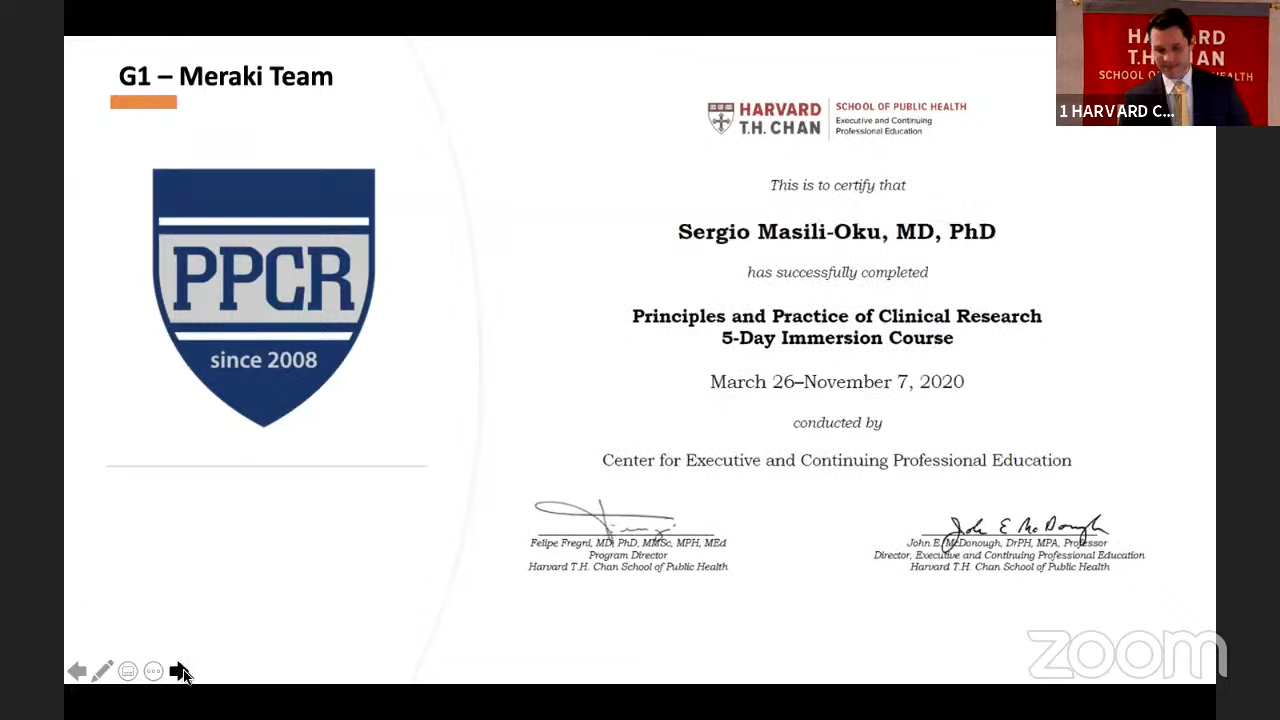 G1 – Meraki Team
PPCR
since 2008
HARVARD
T.H. CHAN
SCHOOL OF PUBLIC HEALTH
Executive and Continuing
Professional Education
This is to certify that
Sergio Masili-Oku, MD, PhD
has successfully completed
Principles and Practice of Clinical Research
5-Day Immersion Course
March 26–November 7, 2020
conducted by
Center for Executive and Continuing Professional Education
John E McDonough
Felipe Fregni, MD, PhD, MMSc, MPH, MEd
Program Director
Harvard T.H. Chan School of Public Health
John E. McDonough, DrPH, MPA, Professor
Director, Executive and Continuing Professional Education
Harvard T.H. Chan School of Public Health
1 HARVARD C...
zoom